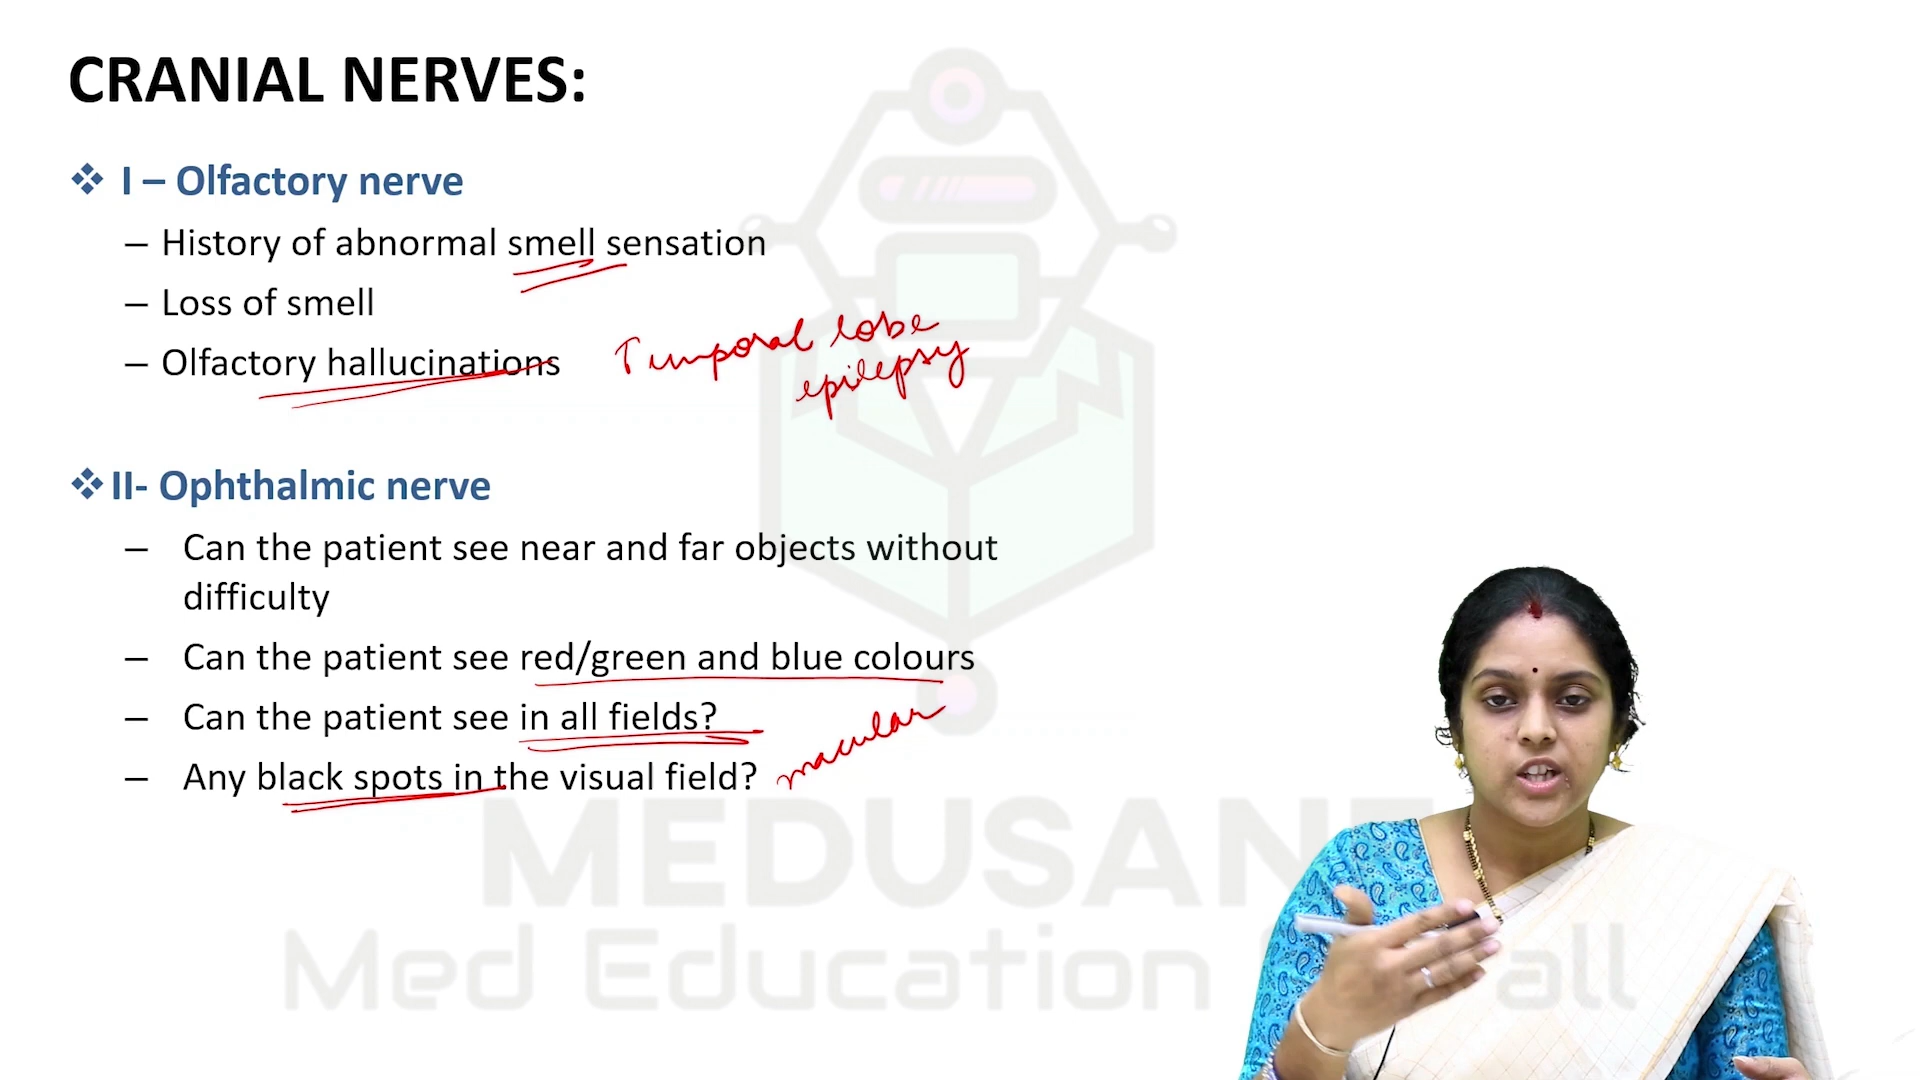 CRANIAL NERVES:
❖ I – Olfactory nerve
– History of abnormal smell sensation
– Loss of smell
– Olfactory hallucinations
Temporal lobe
epilepsy
❖ II- Ophthalmic nerve
– Can the patient see near and far objects without
difficulty
– Can the patient see red/green and blue colours
– Can the patient see in all fields?
– Any black spots in the visual field?
macular
MEDUSANE
Med Education all